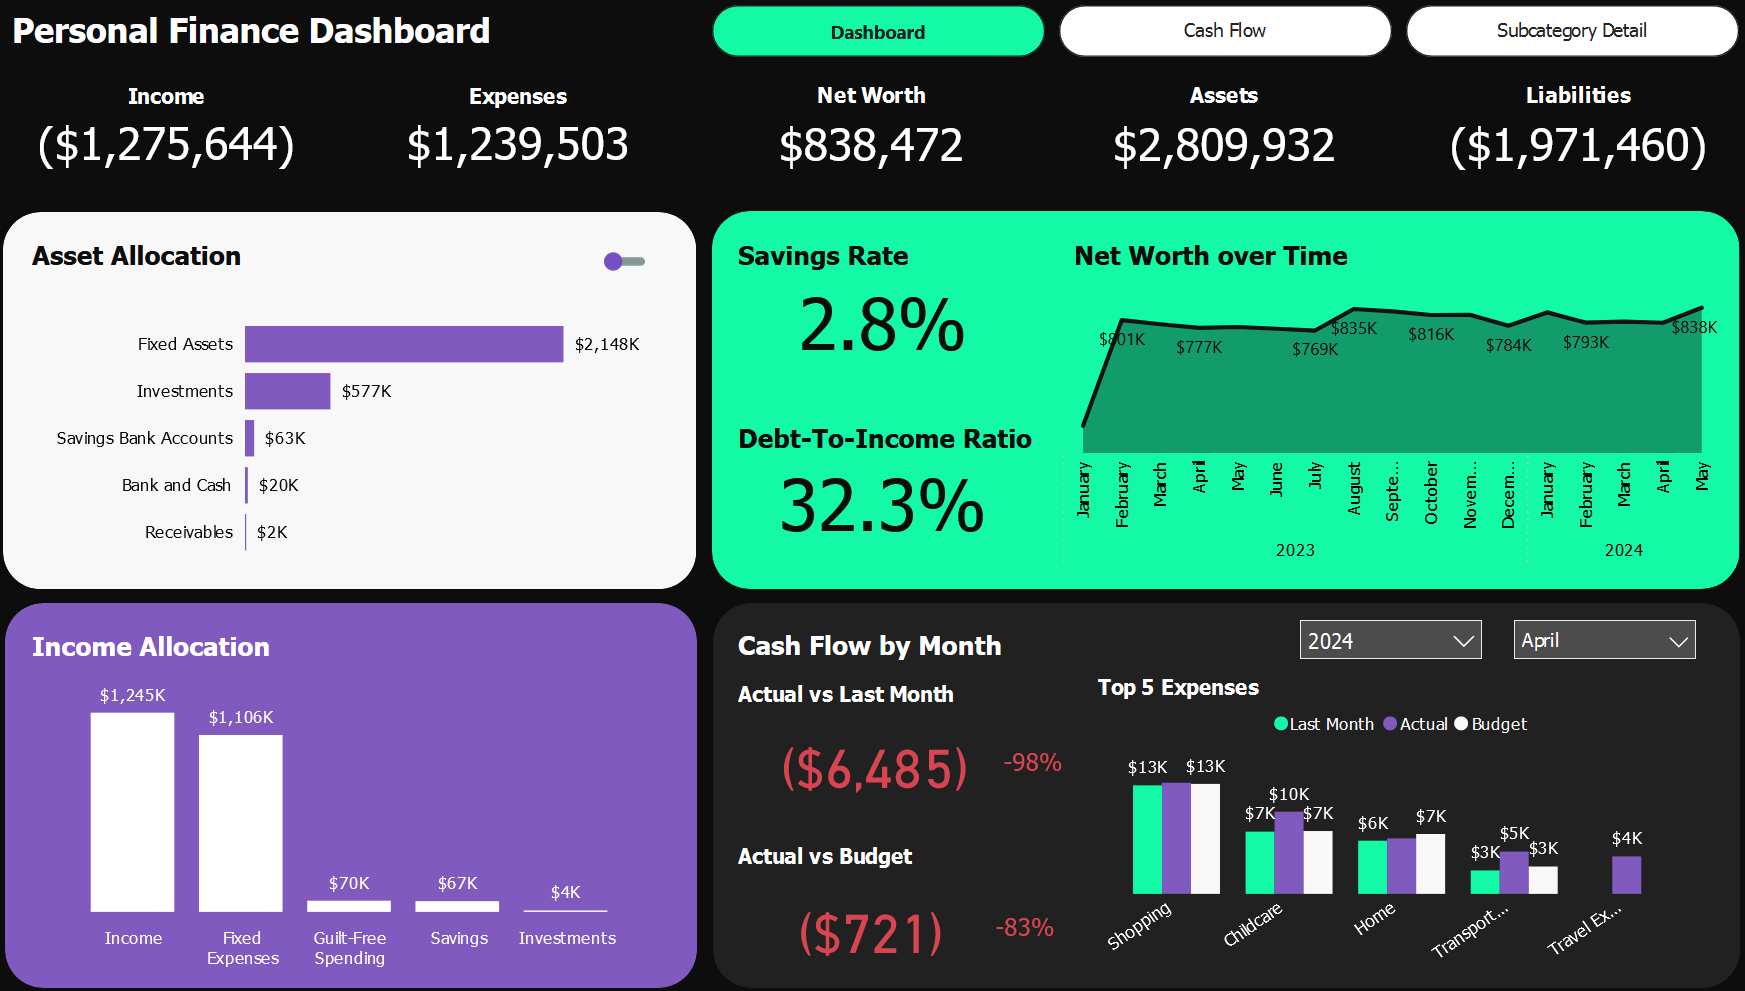 Personal Finance Dashboard
Dashboard
Cash Flow
Subcategory Detail
Income
($1,275,644)
Expenses
$1,239,503
Net Worth
$838,472
Assets
$2,809,932
Liabilities
($1,971,460)
Asset Allocation
Fixed Assets
$2,148K
Investments
$577K
Savings Bank Accounts
$63K
Bank and Cash
$20K
Receivables
$2K
Savings Rate
2.8%
Debt-To-Income Ratio
32.3%
Net Worth over Time
$801K
$777K
$769K
$835K
$816K
$784K
$793K
$838K
January
February
March
April
May
June
July
August
Septe...
October
Novem...
Decem...
January
February
March
April
May
2023
2024
Income Allocation
$1,245K
$1,106K
$70K
$67K
$4K
Income
Fixed
Expenses
Guilt-Free
Spending
Savings
Investments
Cash Flow by Month
2024
April
Actual vs Last Month
($6,485)
-98%
Actual vs Budget
($721)
-83%
Top 5 Expenses
Last Month
Actual
Budget
$13K
$13K
$7K
$10K
$7K
$6K
$7K
$3K
$5K
$3K
$4K
Shopping
Childcare
Home
Transport...
Travel Ex...